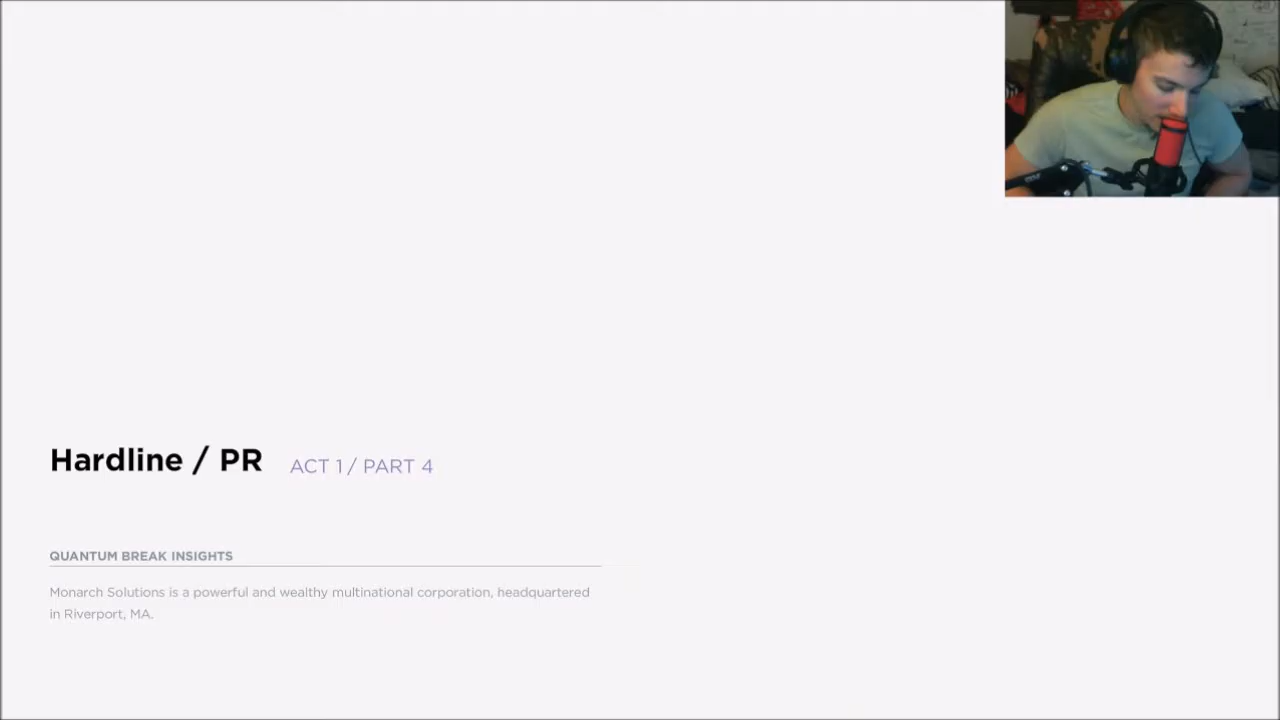 Hardline / PR ACT 1 / PART 4
QUANTUM BREAK INSIGHTS
Monarch Solutions is a powerful and wealthy multinational corporation, headquartered
in Riverport, MA.